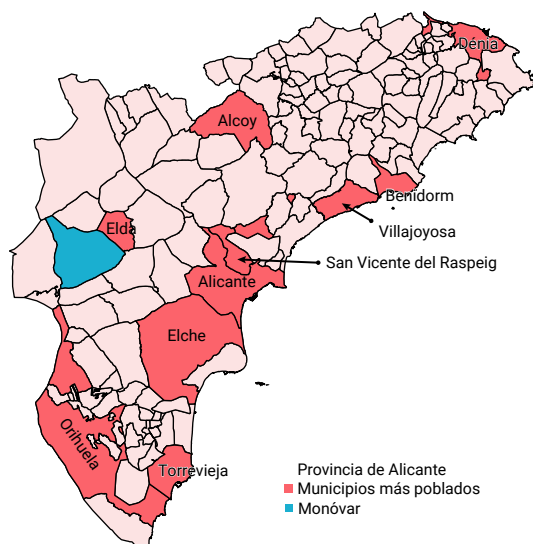 Dénia
Alcoy
Benidorm
Elda
Villajoyosa
San Vicente del Raspeig
Alicante
Elche
Orihuela
Torrevieja
Provincia de Alicante
Municipios más poblados
Monóvar